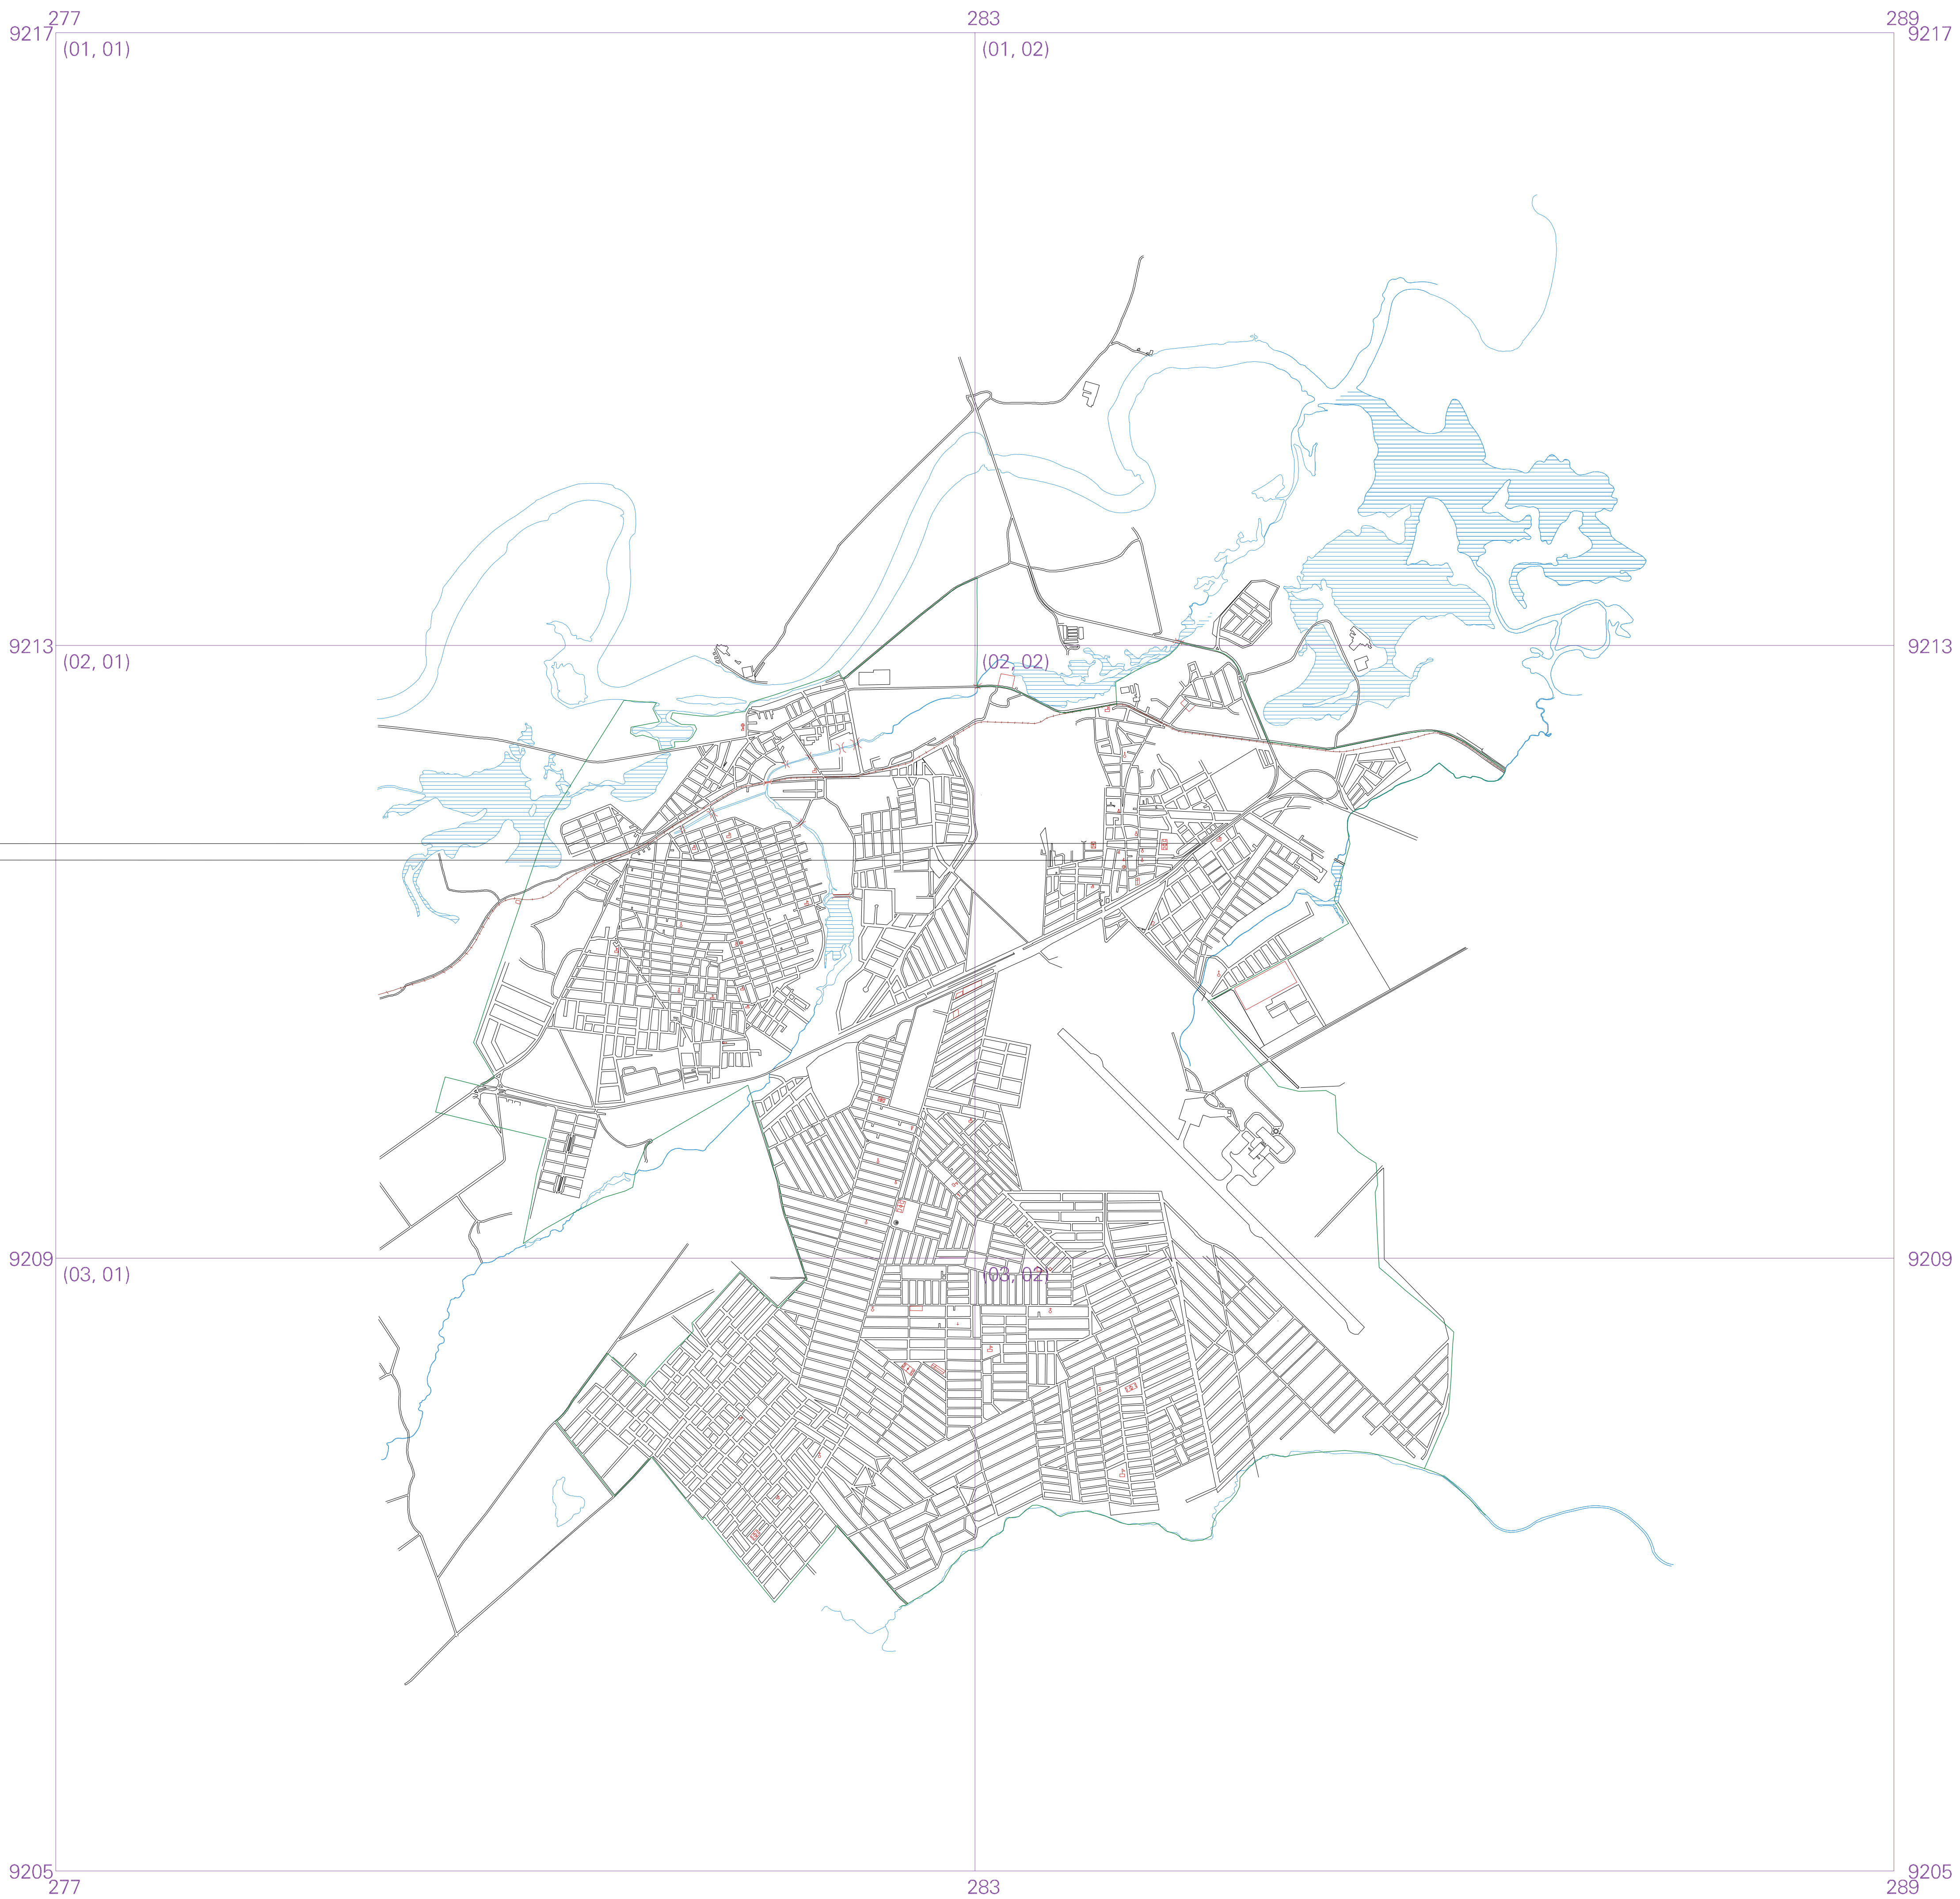 277 283 289
9217 9217
(01, 01) (01, 02)
9213 9213
(02, 01) (02, 02)
9209 9209
(03, 01) (03, 02)
9205 9205
277 283 289